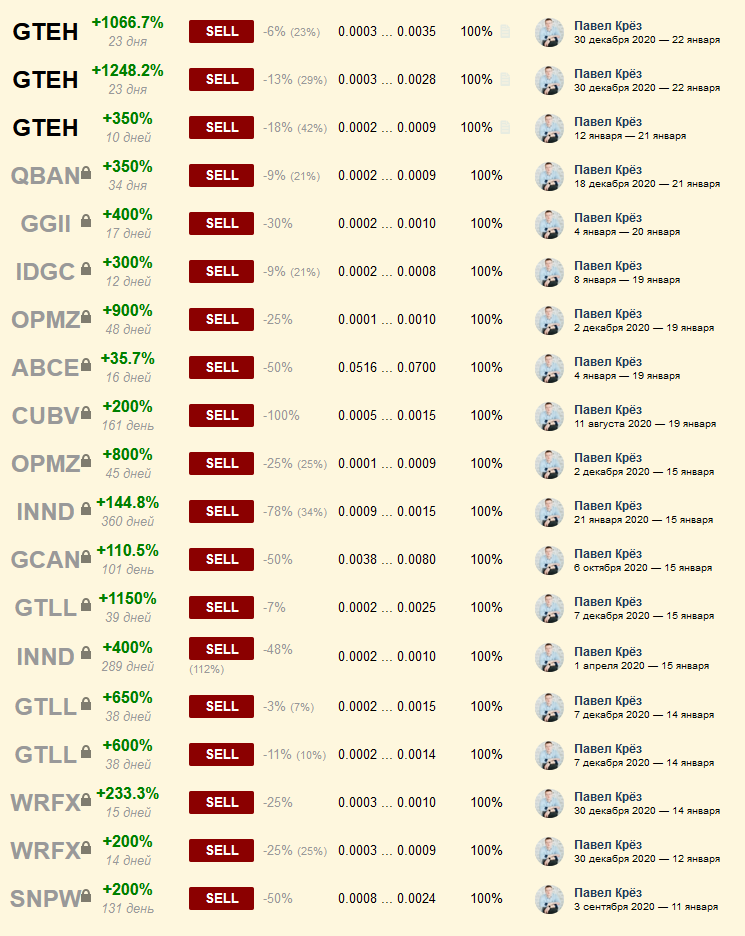 GTEH +1066.7% SELL -6% (23%) 0.0003 ... 0.0035 100% Павел Крёз
23 дня 30 декабря 2020 — 22 января
GTEH +1248.2% SELL -13% (29%) 0.0003 ... 0.0028 100% Павел Крёз
23 дня 30 декабря 2020 — 22 января
GTEH +350% SELL -18% (42%) 0.0002 ... 0.0009 100% Павел Крёз
10 дней 12 января — 21 января
QBAN +350% SELL -9% (21%) 0.0002 ... 0.0009 100% Павел Крёз
34 дня 18 декабря 2020 — 21 января
GGII +400% SELL -30% 0.0002 ... 0.0010 100% Павел Крёз
17 дней 4 января — 20 января
IDGC +300% SELL -9% (21%) 0.0002 ... 0.0008 100% Павел Крёз
12 дней 8 января — 19 января
OPMZ +900% SELL -25% 0.0001 ... 0.0010 100% Павел Крёз
48 дней 2 декабря 2020 — 19 января
ABCE +35.7% SELL -50% 0.0516 ... 0.0700 100% Павел Крёз
16 дней 4 января — 19 января
CUBV +200% SELL -100% 0.0005 ... 0.0015 100% Павел Крёз
161 день 11 августа 2020 — 19 января
OPMZ +800% SELL -25% (25%) 0.0001 ... 0.0009 100% Павел Крёз
45 дней 2 декабря 2020 — 15 января
INND +144.8% SELL -78% (34%) 0.0009 ... 0.0015 100% Павел Крёз
360 дней 21 января 2020 — 15 января
GCAN +110.5% SELL -50% 0.0038 ... 0.0080 100% Павел Крёз
101 день 6 октября 2020 — 15 января
GTLL +1150% SELL -7% 0.0002 ... 0.0025 100% Павел Крёз
39 дней 7 декабря 2020 — 15 января
INND +400% SELL -48% 0.0002 ... 0.0010 100% Павел Крёз
289 дней (112%) 1 апреля 2020 — 15 января
GTLL +650% SELL -3% (7%) 0.0002 ... 0.0015 100% Павел Крёз
38 дней 7 декабря 2020 — 14 января
GTLL +600% SELL -11% (10%) 0.0002 ... 0.0014 100% Павел Крёз
38 дней 7 декабря 2020 — 14 января
WRFX +233.3% SELL -25% 0.0003 ... 0.0010 100% Павел Крёз
15 дней 30 декабря 2020 — 14 января
WRFX +200% SELL -25% (25%) 0.0003 ... 0.0009 100% Павел Крёз
14 дней 30 декабря 2020 — 12 января
SNPW +200% SELL -50% 0.0008 ... 0.0024 100% Павел Крёз
131 день 3 сентября 2020 — 11 января